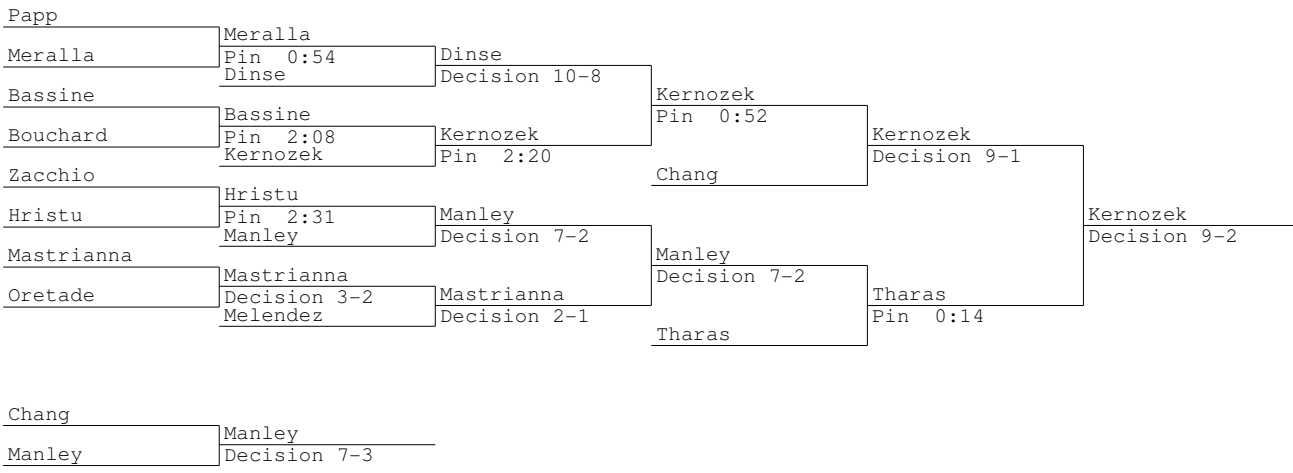 Papp
Meralla
Meralla
Pin 0:54
Dinse
Dinse
Decision 10-8
Bassine
Bouchard
Bassine
Pin 2:08
Kernozek
Kernozek
Pin 2:20
Kernozek
Pin 0:52
Chang
Kernozek
Decision 9-1
Zacchio
Hristu
Hristu
Pin 2:31
Manley
Manley
Decision 7-2
Mastrianna
Oretade
Mastrianna
Decision 3-2
Melendez
Mastrianna
Decision 2-1
Manley
Decision 7-2
Tharas
Tharas
Pin 0:14
Kernozek
Decision 9-2
Chang
Manley
Manley
Decision 7-3